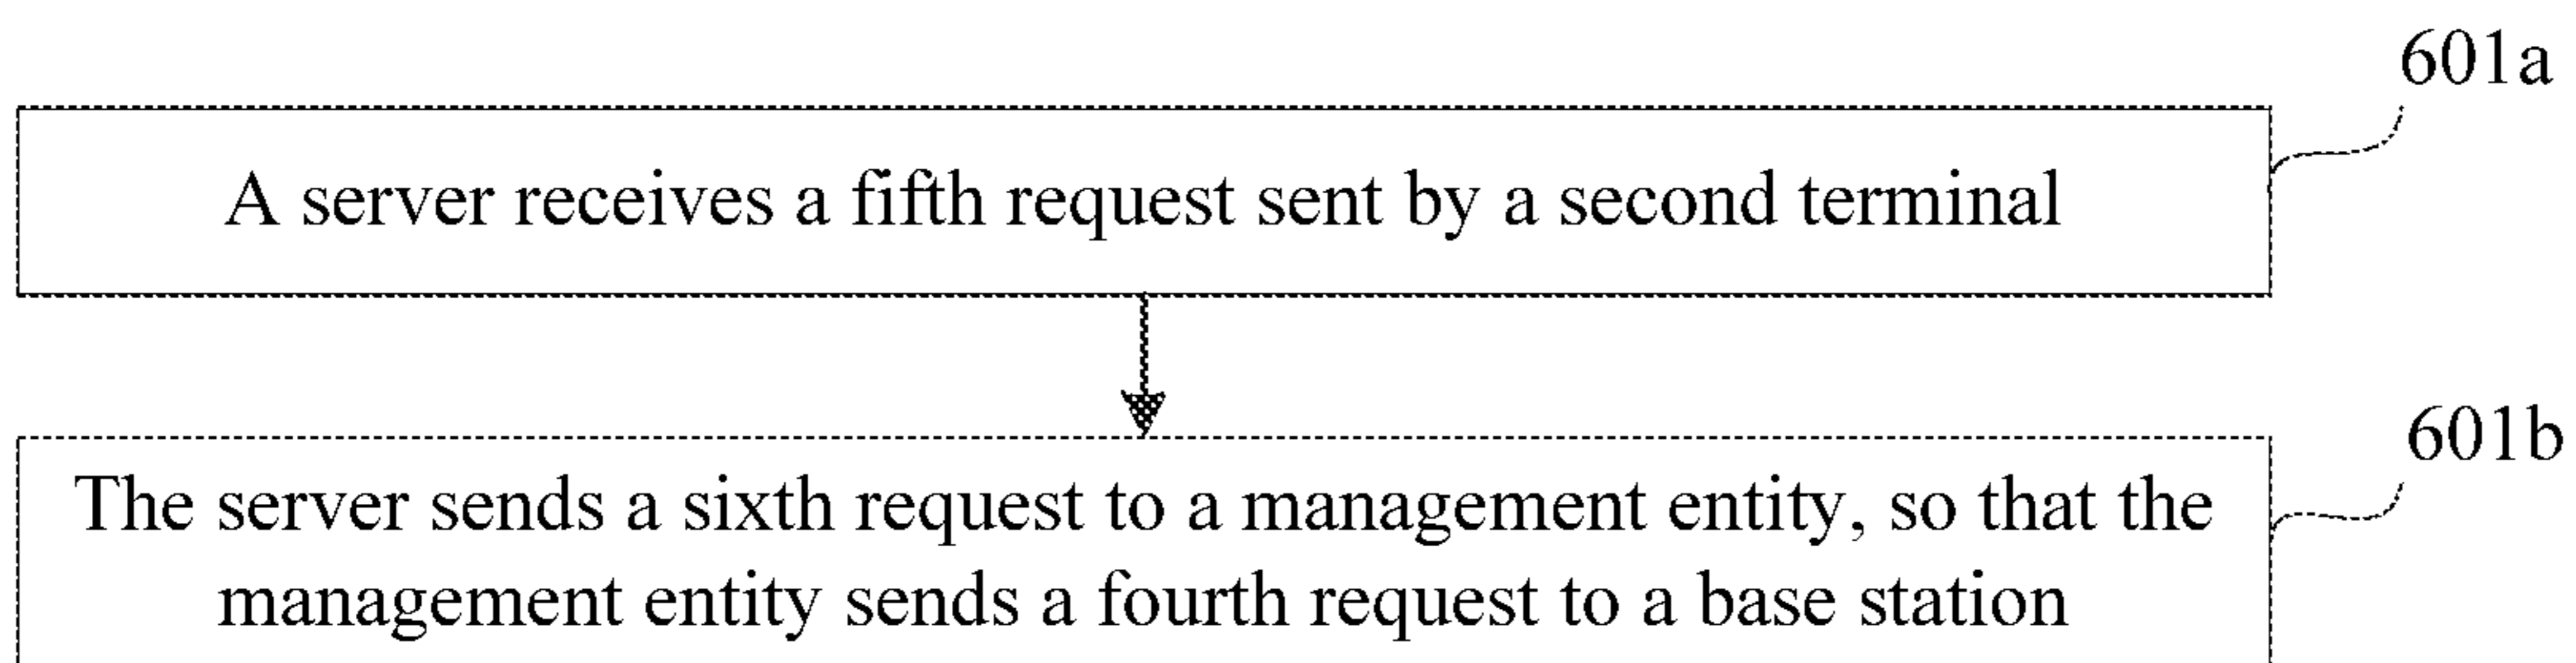 601a
A server receives a fifth request sent by a second terminal
601b
The server sends a sixth request to a management entity, so that the
management entity sends a fourth request to a base station